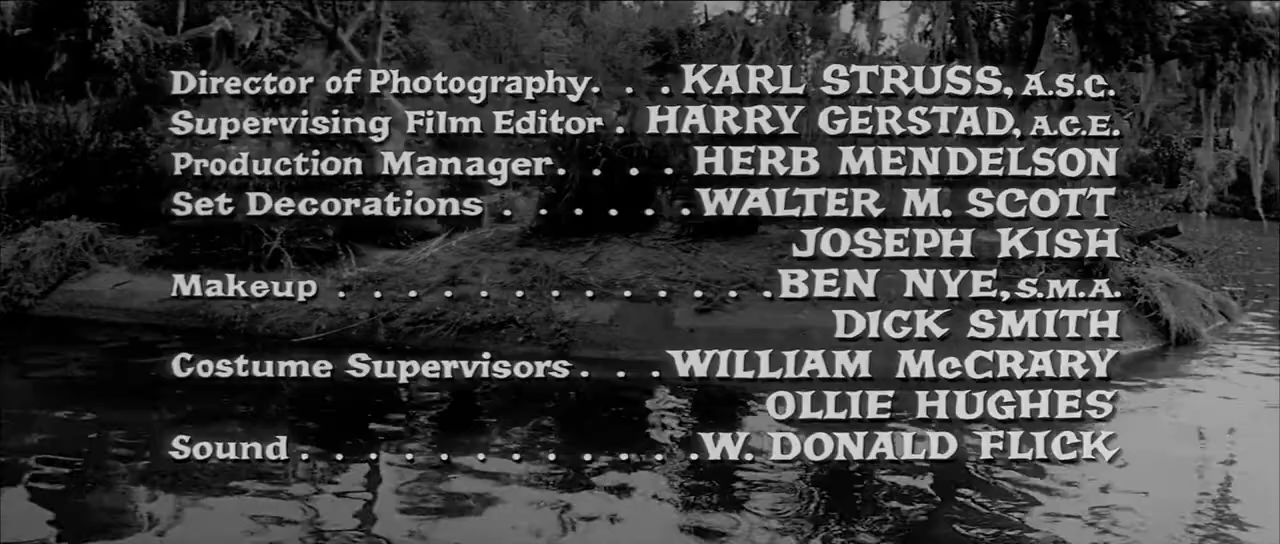 Director of Photography. . . KARL STRUSS, A.S.C.
Supervising Film Editor . HARRY GERSTAD, A.C.E.
Production Manager. . . . HERB MENDELSON
Set Decorations . . . . . . WALTER M. SCOTT
JOSEPH KISH
Makeup . . . . . . . . . . . . . BEN NYE, S.M.A.
DICK SMITH
Costume Supervisors . . . WILLIAM McCRARY
OLLIE HUGHES
Sound . . . . . . . . . . . . W. DONALD FLICK